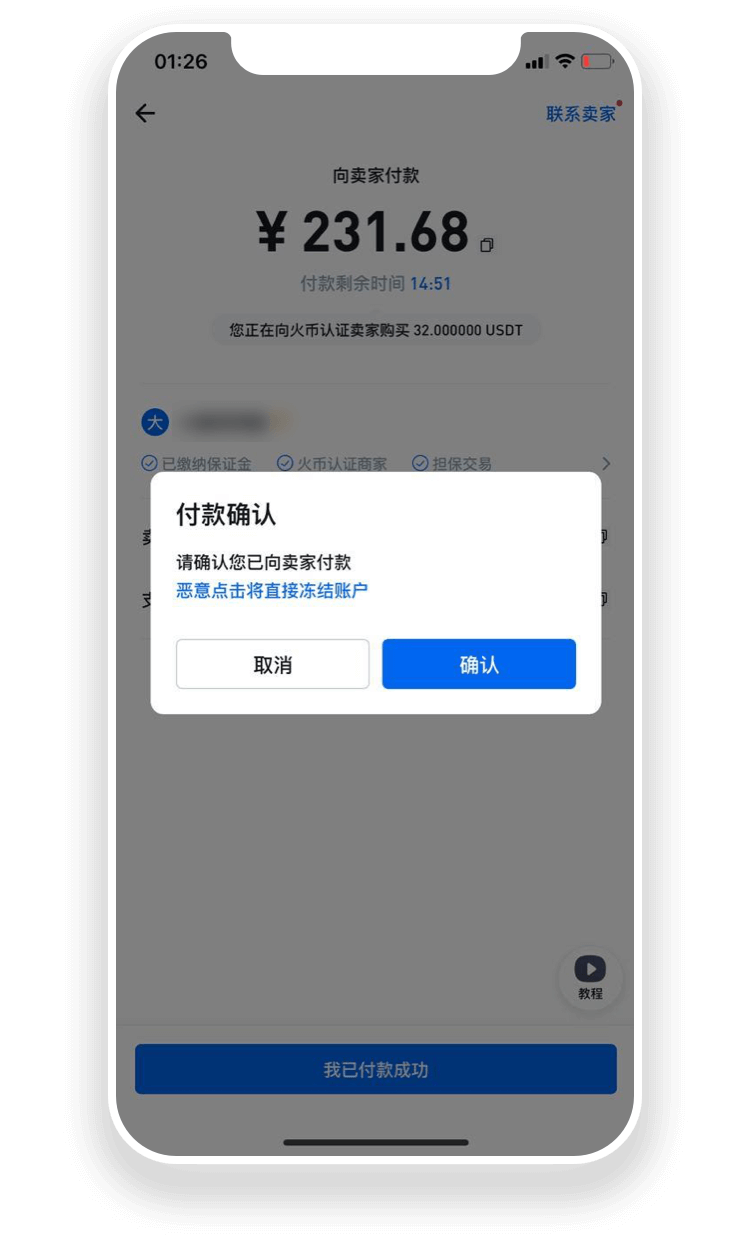 01:26
联系卖家
向卖家付款
¥ 231.68
付款剩余时间 14:51
您正在向火币认证卖家购买 32.000000 USDT
大
已缴纳保证金 火币认证商家 担保交易
付款确认
请确认您已向卖家付款
恶意点击将直接冻结账户
取消 确认
教程
我已付款成功